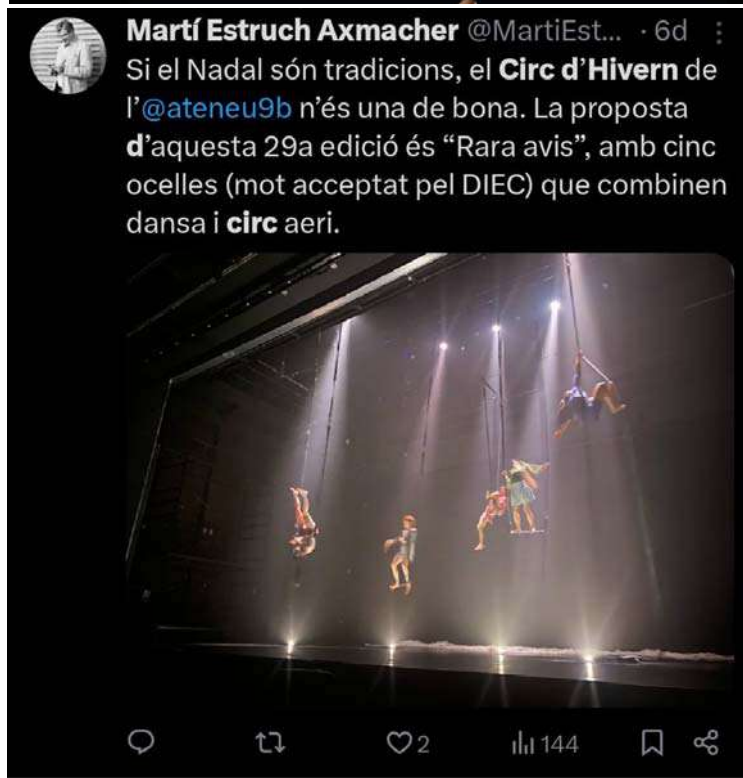 Martí Estruch Axmacher @MartiEst... · 6d
Si el Nadal són tradicions, el Circ d’Hivern de
l’@ateneu9b n’és una de bona. La proposta
d’aquesta 29a edició és “Rara avis”, amb cinc
ocelles (mot acceptat pel DIEC) que combinen
dansa i circ aeri.
2 144